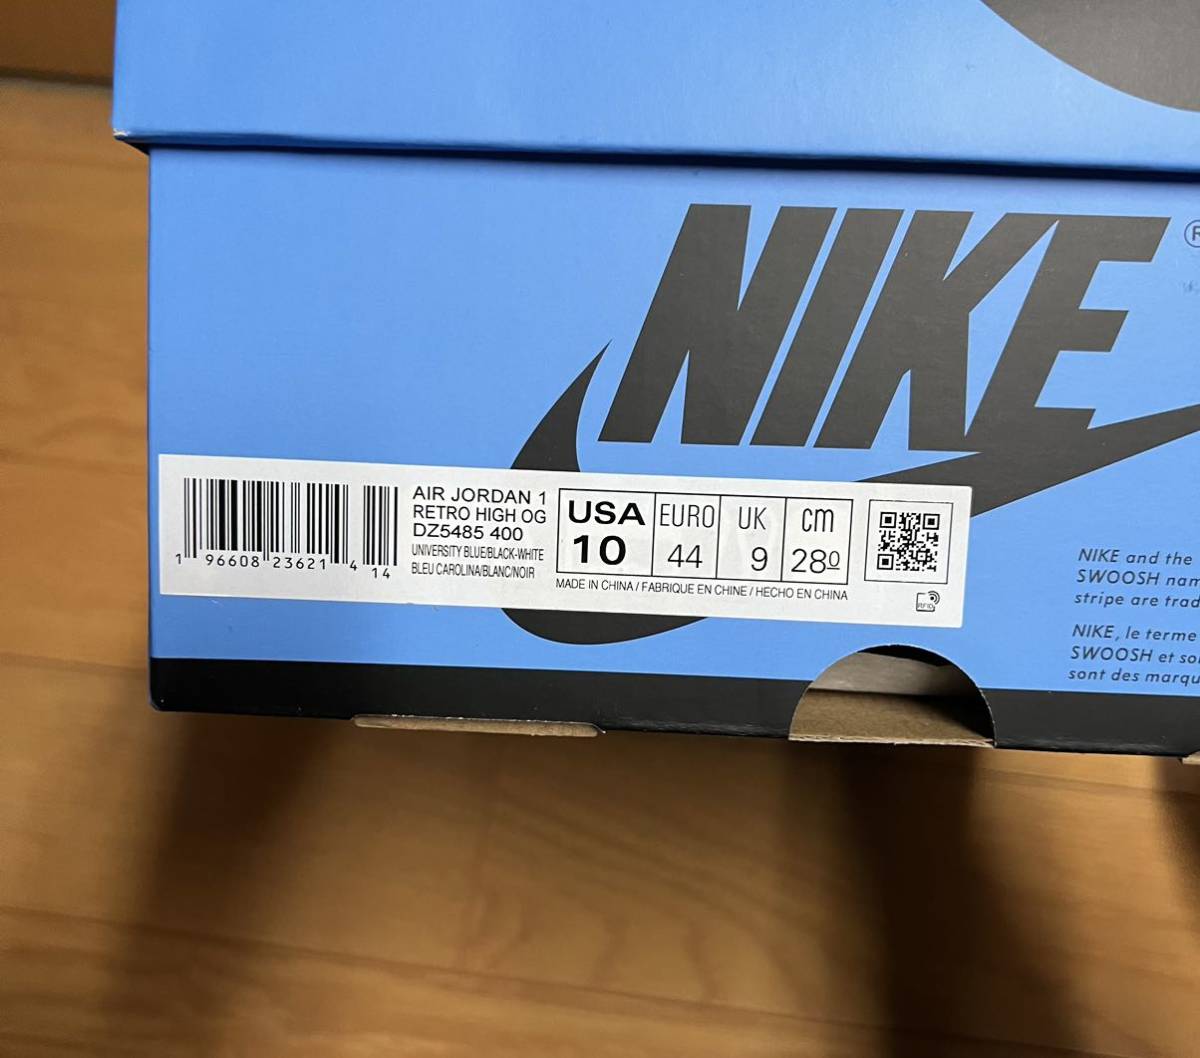 NIKE
®
AIR JORDAN 1
RETRO HIGH OG
DZ5485 400
UNIVERSITY BLUE/BLACK-WHITE
BLEU CAROLINA/BLANC/NOIR
1 96608 23621 4
14
USA EURO UK cm
10 44 9 280
MADE IN CHINA / FABRIQUE EN CHINE / HECHO EN CHINA
RFID
NIKE and the
SWOOSH nam
stripe are trad
NIKE, le terme
SWOOSH et so
sont des marqu